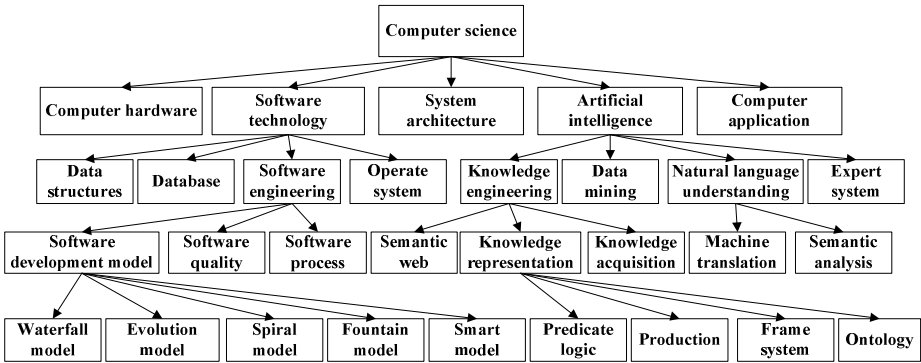 Computer science
Computer hardware
Software
technology
System
architecture
Artificial
intelligence
Computer
application
Data
structures
Database
Software
engineering
Operate
system
Knowledge
engineering
Data
mining
Natural language
understanding
Expert
system
Software
development model
Software
quality
Software
process
Semantic
web
Knowledge
representation
Knowledge
acquisition
Machine
translation
Semantic
analysis
Waterfall
model
Evolution
model
Spiral
model
Fountain
model
Smart
model
Predicate
logic
Production
Frame
system
Ontology